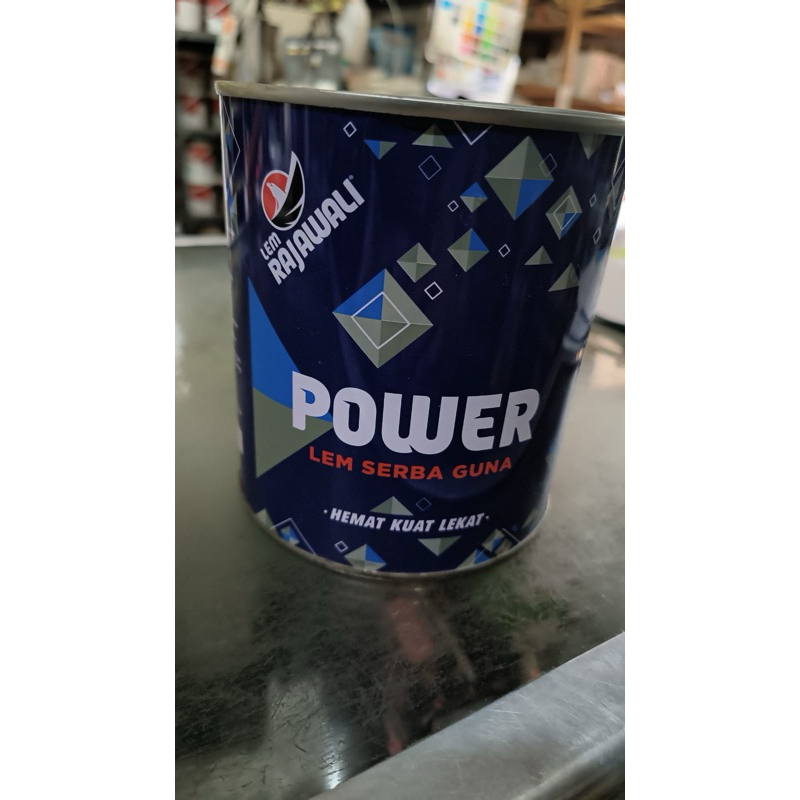 LEM
RAJAWALI®
POWER
LEM SERBA GUNA
·HEMAT KUAT LEKAT·